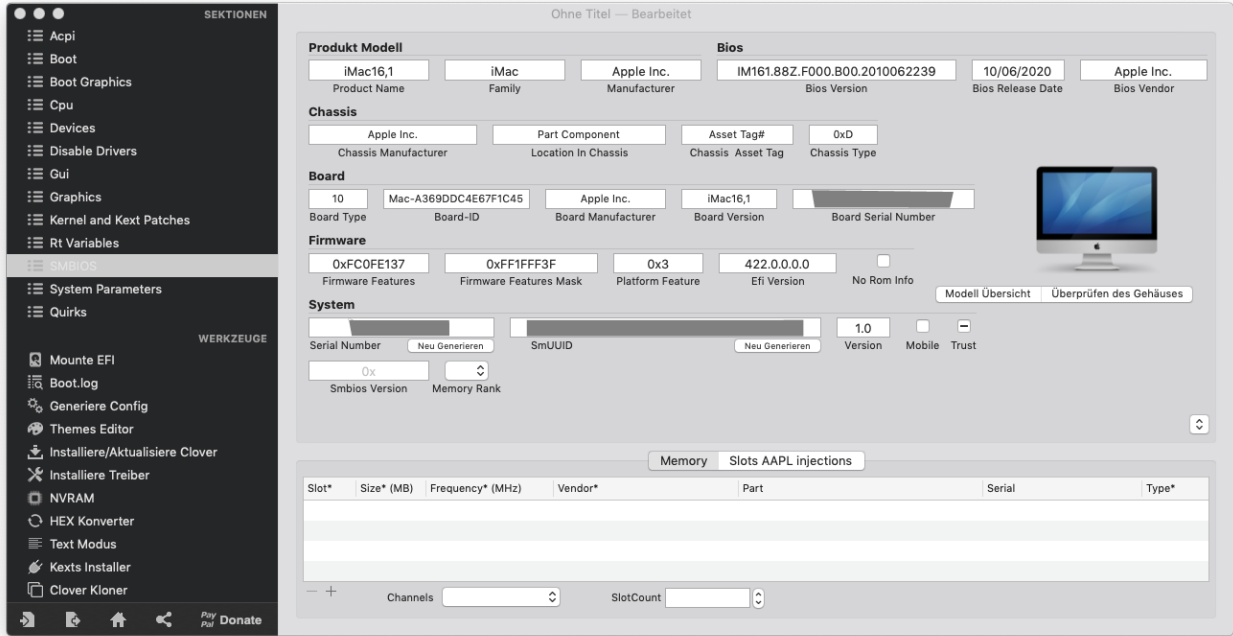 SEKTIONEN
Acpi
Boot
Boot Graphics
Cpu
Devices
Disable Drivers
Gui
Graphics
Kernel and Kext Patches
Rt Variables
SMBIOS
System Parameters
Quirks
WERKZEUGE
Mounte EFI
Boot.log
Generiere Config
Themes Editor
Installiere/Aktualisiere Clover
Installiere Treiber
NVRAM
HEX Konverter
Text Modus
Kexts Installer
Clover Kloner
Pay Pal Donate
Ohne Titel — Bearbeitet
Produkt Modell Bios
iMac16,1 iMac Apple Inc. IM161.88Z.F000.B00.2010062239 10/06/2020 Apple Inc.
Product Name Family Manufacturer Bios Version Bios Release Date Bios Vendor
Chassis
Apple Inc. Part Component Asset Tag# 0xD
Chassis Manufacturer Location In Chassis Chassis Asset Tag Chassis Type
Board
10 Mac-A369DDC4E67F1C45 Apple Inc. iMac16,1
Board Type Board-ID Board Manufacturer Board Version Board Serial Number
Firmware
0xFC0FE137 0xFF1FFF3F 0x3 422.0.0.0.0
Firmware Features Firmware Features Mask Platform Feature Efi Version No Rom Info
Modell Übersicht Überprüfen des Gehäuses
System
1.0
Serial Number Neu Generieren SmUUID Neu Generieren Version Mobile Trust
0x
Smbios Version Memory Rank
Memory Slots AAPL injections
Slot* Size* (MB) Frequency* (MHz) Vendor* Part Serial Type*
Channels SlotCount